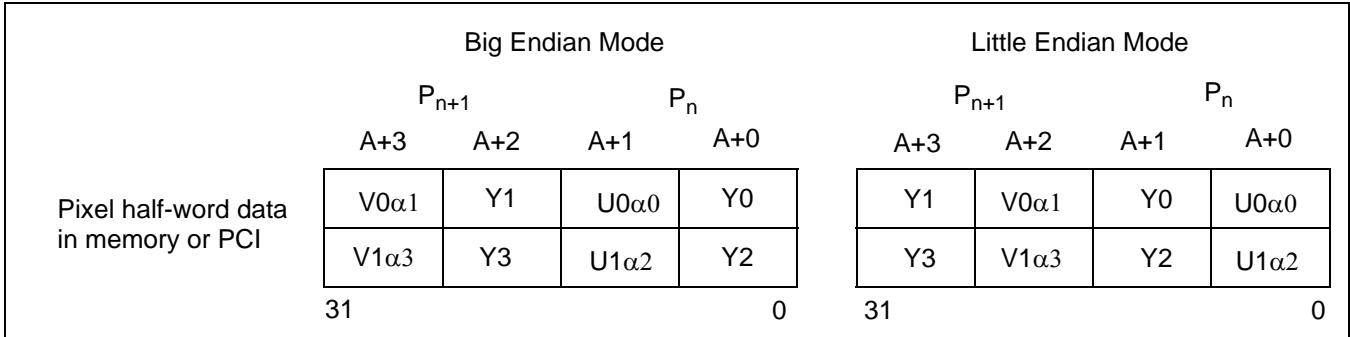 Big Endian Mode Little Endian Mode
Pn+1 Pn Pn+1 Pn
A+3 A+2 A+1 A+0 A+3 A+2 A+1 A+0
Pixel half-word data
in memory or PCI
V0α1 Y1 U0α0 Y0 Y1 V0α1 Y0 U0α0
V1α3 Y3 U1α2 Y2 Y3 V1α3 Y2 U1α2
31 0 31 0